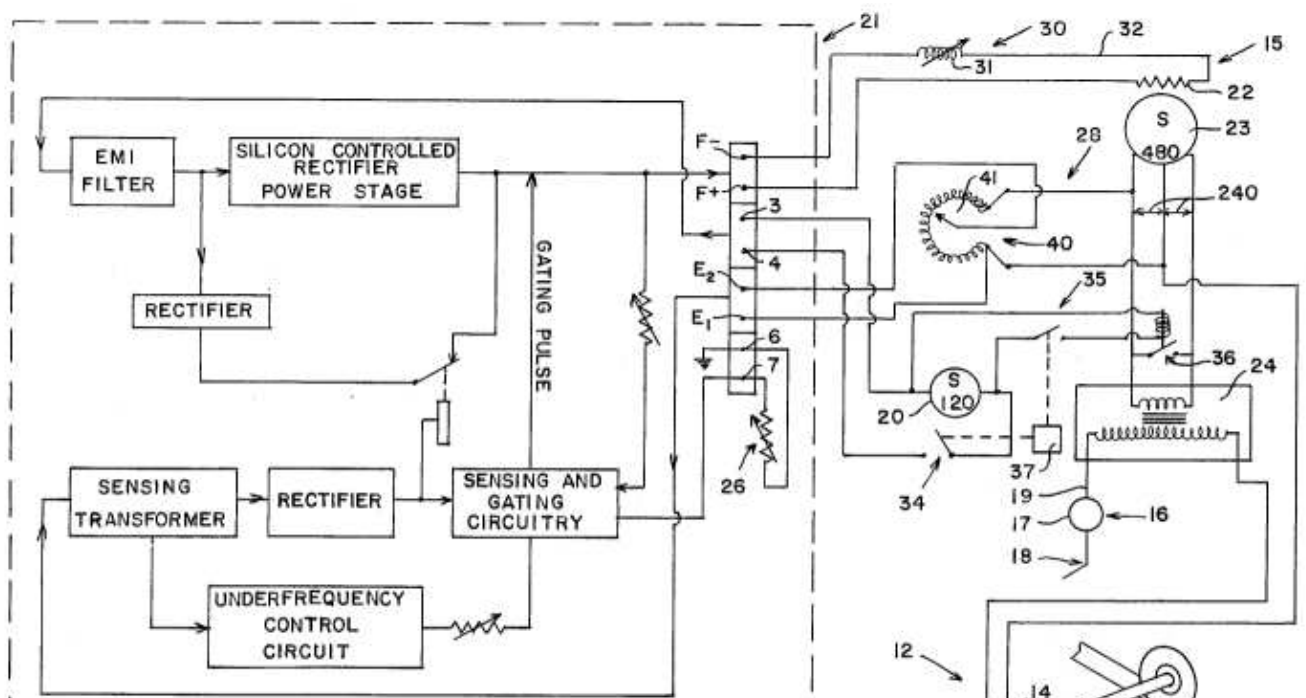 21
30
32
15
31
22
F-
S
23
480
EMI
FILTER
SILICON CONTROLLED
RECTIFIER
POWER STAGE
28
F+
41
240
3
40
4
GATING PULSE
E2
RECTIFIER
35
E1
6
36
7
24
S
120
20
37
26
34
SENSING
TRANSFORMER
RECTIFIER
SENSING AND
GATING
CIRCUITRY
19
17
16
18
UNDERFREQUENCY
CONTROL
CIRCUIT
12
14